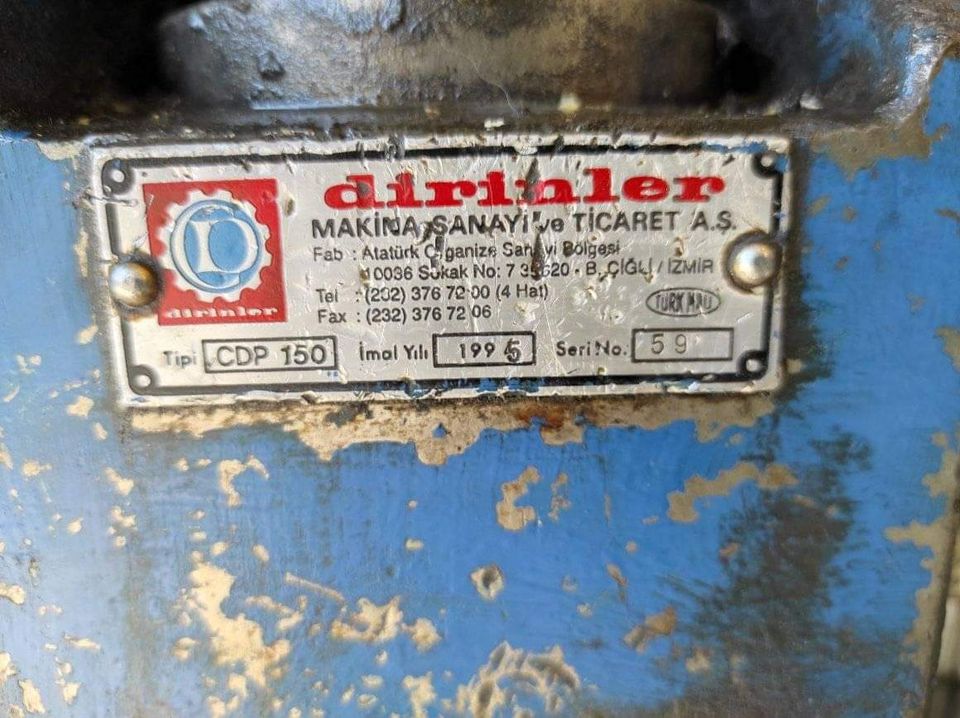 dirinler
MAKİNA SANAYİ ve TİCARET A.Ş.
Fab : Atatürk Organize Sanayi Bölgesi
10036 Sokak No: 7 35620 - B. ÇİĞLİ / İZMİR
Tel : (232) 376 72 00 (4 Hat)
Fax : (232) 376 72 06
TÜRK MALI
dirinler
Tipi CDP 150 İmal Yılı 1995 Seri No. 59